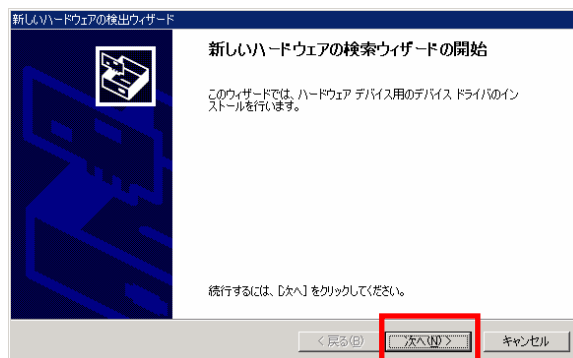 新しいハードウェアの検出ウィザード
新しいハードウェアの検索ウィザードの開始
このウィザードでは、ハードウェア デバイス用のデバイス ドライバのイン
ストールを行います。
続行するには、[次へ] をクリックしてください。
< 戻る(B)
次へ(N) >
キャンセル